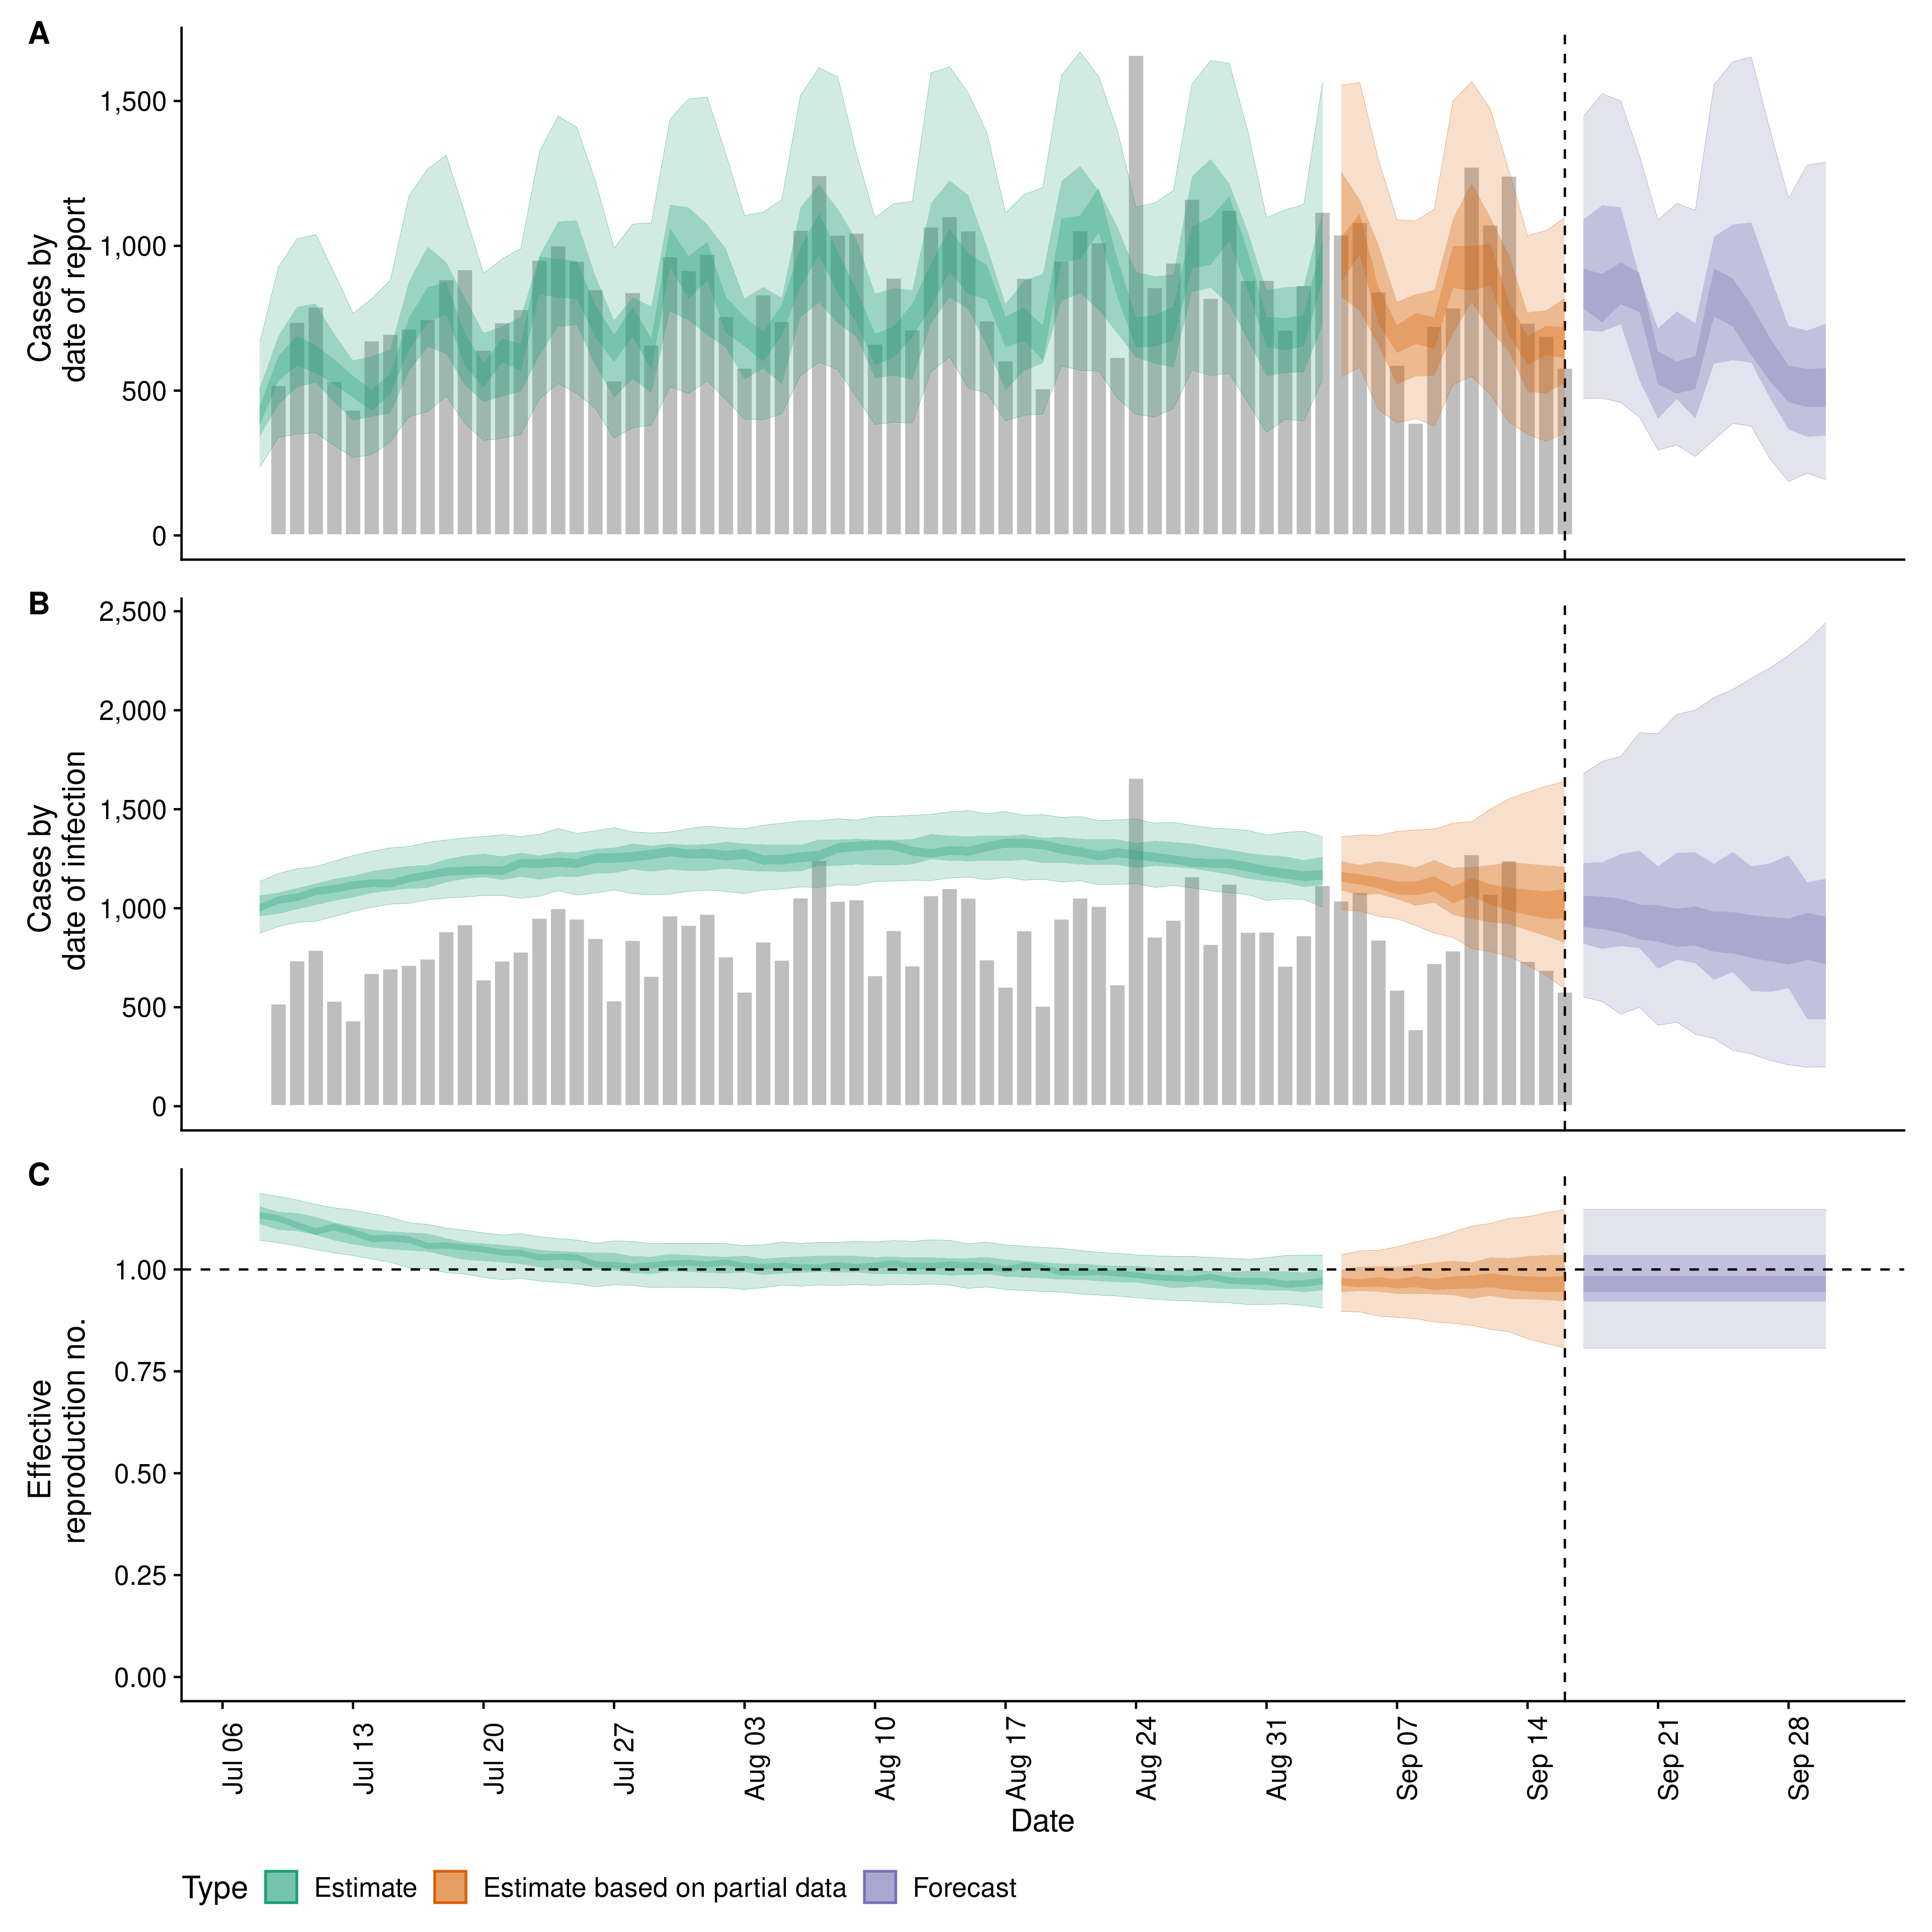 A
Cases by
date of report
1,500
1,000
500
0
B
Cases by
date of infection
2,500
2,000
1,500
1,000
500
0
C
Effective
reproduction no.
1.00
0.75
0.50
0.25
0.00
Jul 06
Jul 13
Jul 20
Jul 27
Aug 03
Aug 10
Aug 17
Aug 24
Aug 31
Sep 07
Sep 14
Sep 21
Sep 28
Date
Type Estimate Estimate based on partial data Forecast